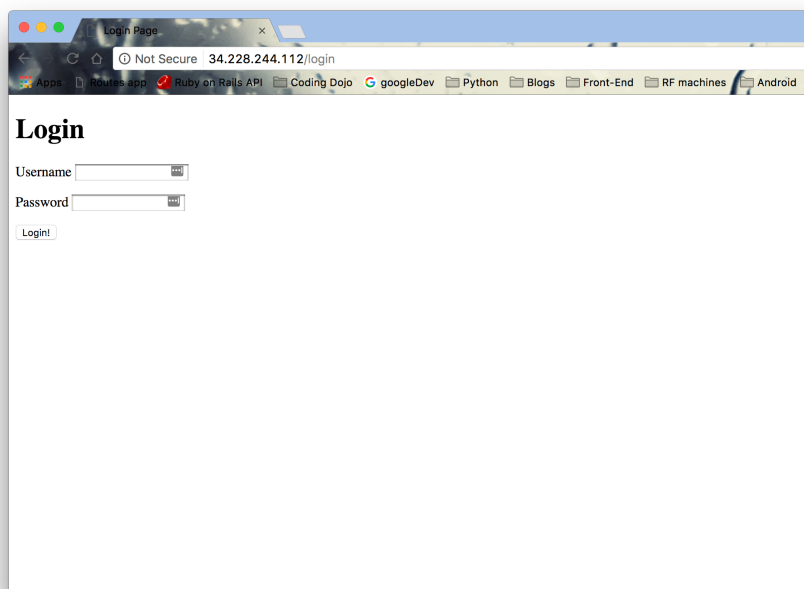 Login Page
Not Secure 34.228.244.112/login
Apps Routes app Ruby on Rails API Coding Dojo googleDev Python Blogs Front-End RF machines Android
Login
Username
Password
Login!